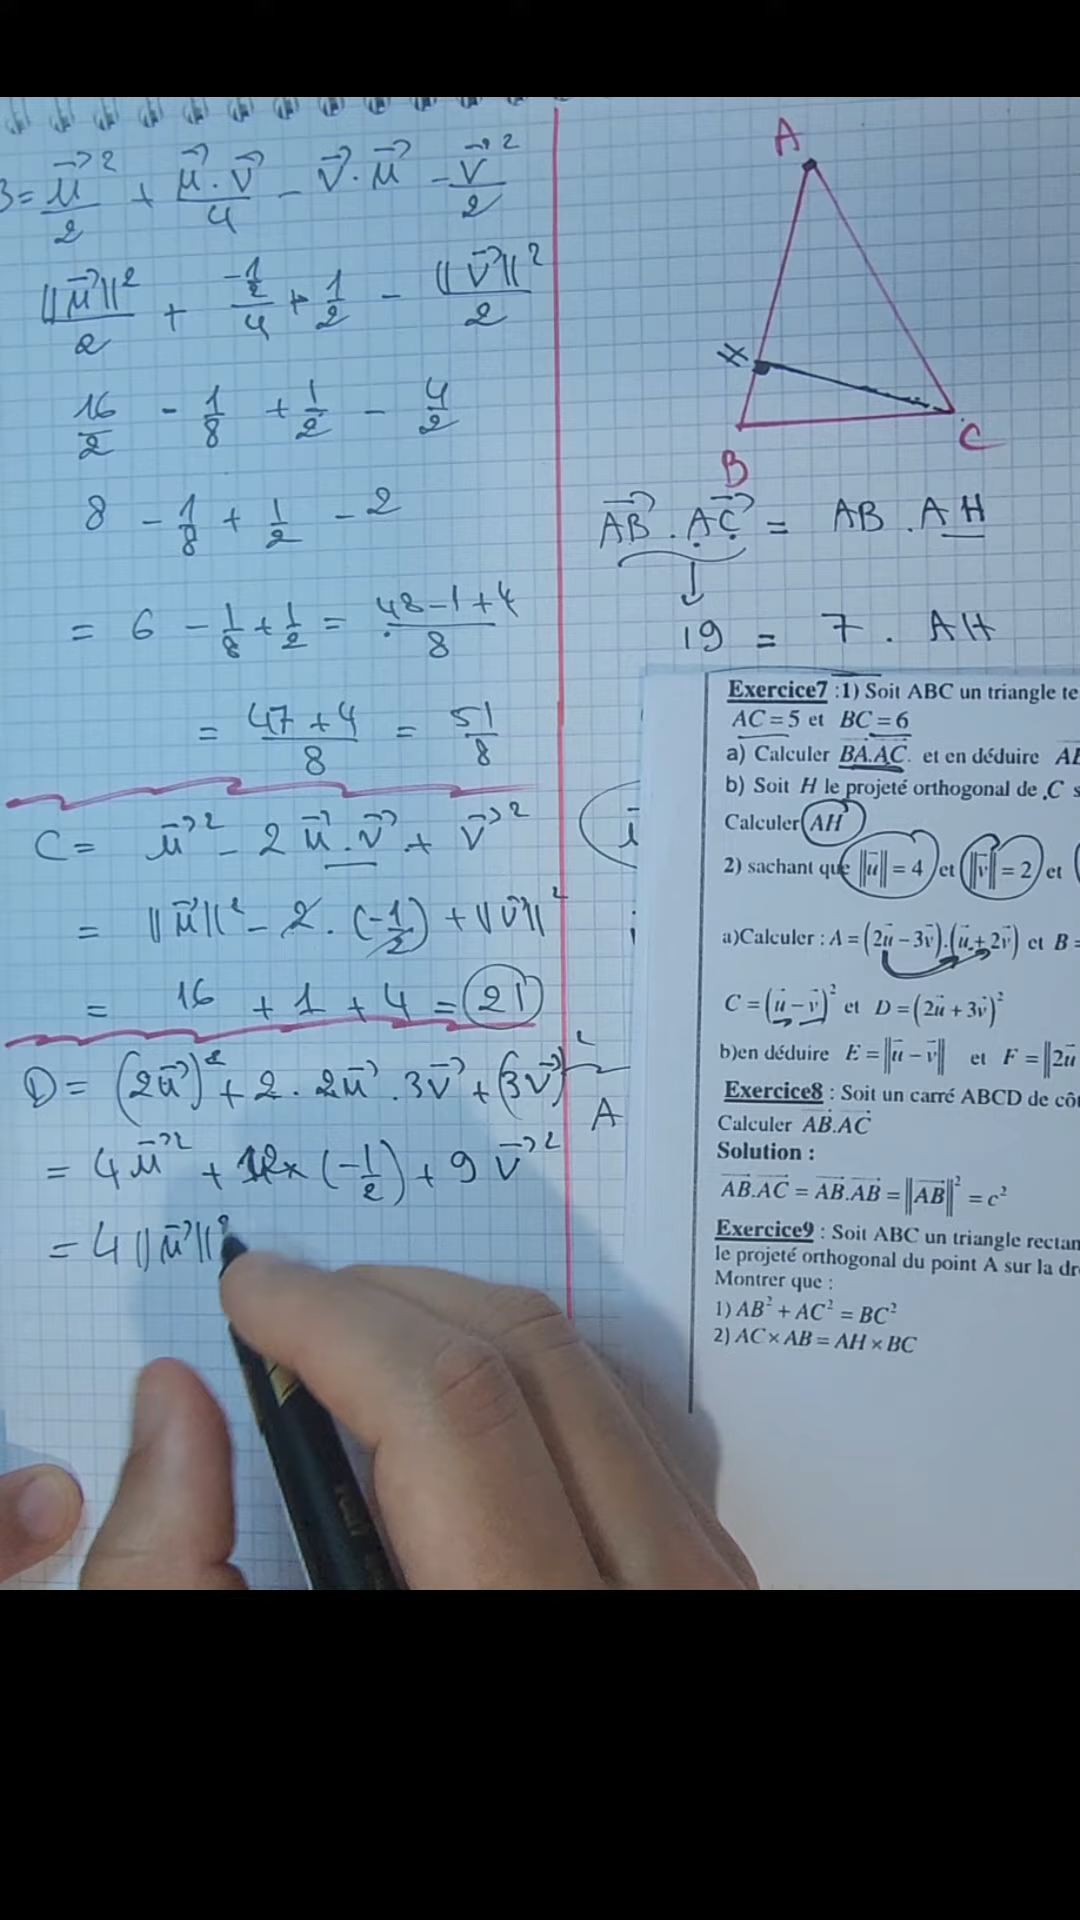 B = u⃗²/2 + u⃗.v⃗/4 - v⃗.u⃗ - v⃗²/2
||u⃗||²/2 + (-1/2)/4 + 1/2 - ||v⃗||²/2
16/2 - 1/8 + 1/2 - 4/2
8 - 1/8 + 1/2 - 2
= 6 - 1/8 + 1/2 = (48-1+4)/8
= (47+4)/8 = 51/8
C = u⃗² - 2 u⃗.v⃗ + v⃗²
= ||u⃗||² - 2.(-1/2) + ||v⃗||²
= 16 + 1 + 4 = 21
D = (2u⃗)² + 2.2u⃗.3v⃗ + (3v⃗)²
= 4u⃗² + 12x(-1/2) + 9v⃗²
= 4||u⃗||²
A
H
B
C
AB⃗.AC⃗ = AB.AH
19 = 7.AH
A
Exercice7 :1) Soit ABC un triangle te
AC = 5 et BC = 6
a) Calculer BA⃗.AC⃗. et en déduire
b) Soit H le projeté orthogonal de C s
Calculer AH
2) sachant que ||u⃗|| = 4 et ||v⃗|| = 2 et
a)Calculer : A = (2u⃗ - 3v⃗).(u⃗ + 2v⃗) et B =
C = (u⃗ - v⃗)² et D = (2u⃗ + 3v⃗)²
b)en déduire E = ||u⃗ - v⃗|| et F = ||2u⃗
Exercice8 : Soit un carré ABCD de côt
Calculer AB⃗.AC⃗
Solution :
AB⃗.AC⃗ = AB⃗.AB⃗ = ||AB⃗||² = c²
Exercice9 : Soit ABC un triangle rectan
le projeté orthogonal du point A sur la dr
Montrer que :
1) AB² + AC² = BC²
2) AC × AB = AH × BC